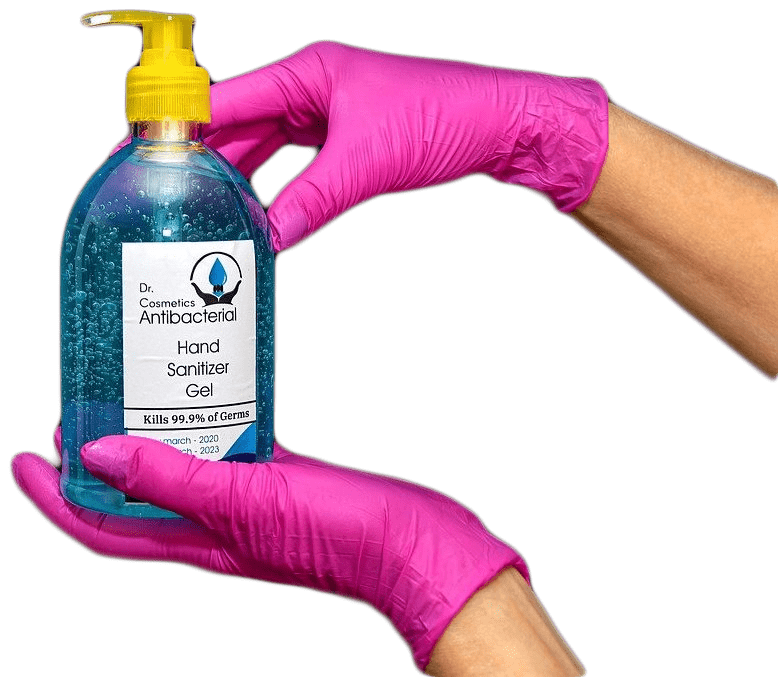 Dr.
Cosmetics
Antibacterial
Hand
Sanitizer
Gel
Kills 99.9% of Germs
march - 2020
- 2023